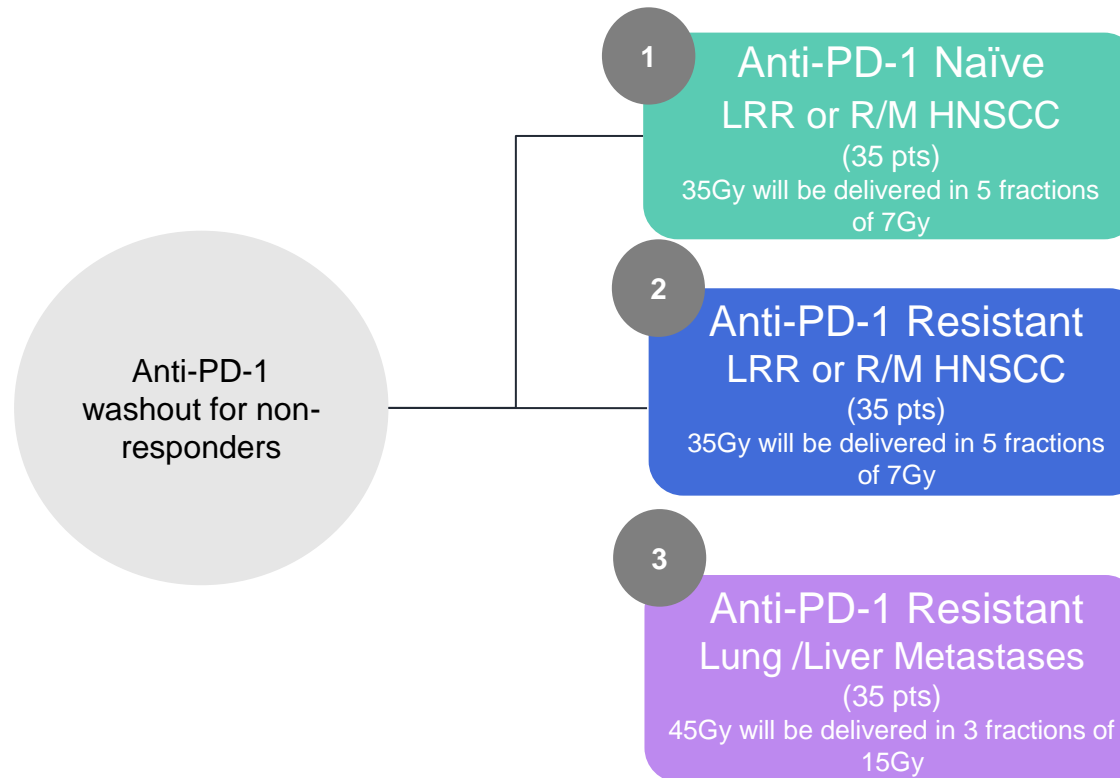 Anti-PD-1
washout for non-
responders
1
Anti-PD-1 Naïve
LRR or R/M HNSCC
(35 pts)
35Gy will be delivered in 5 fractions
of 7Gy
2
Anti-PD-1 Resistant
LRR or R/M HNSCC
(35 pts)
35Gy will be delivered in 5 fractions
of 7Gy
3
Anti-PD-1 Resistant
Lung /Liver Metastases
(35 pts)
45Gy will be delivered in 3 fractions of
15Gy